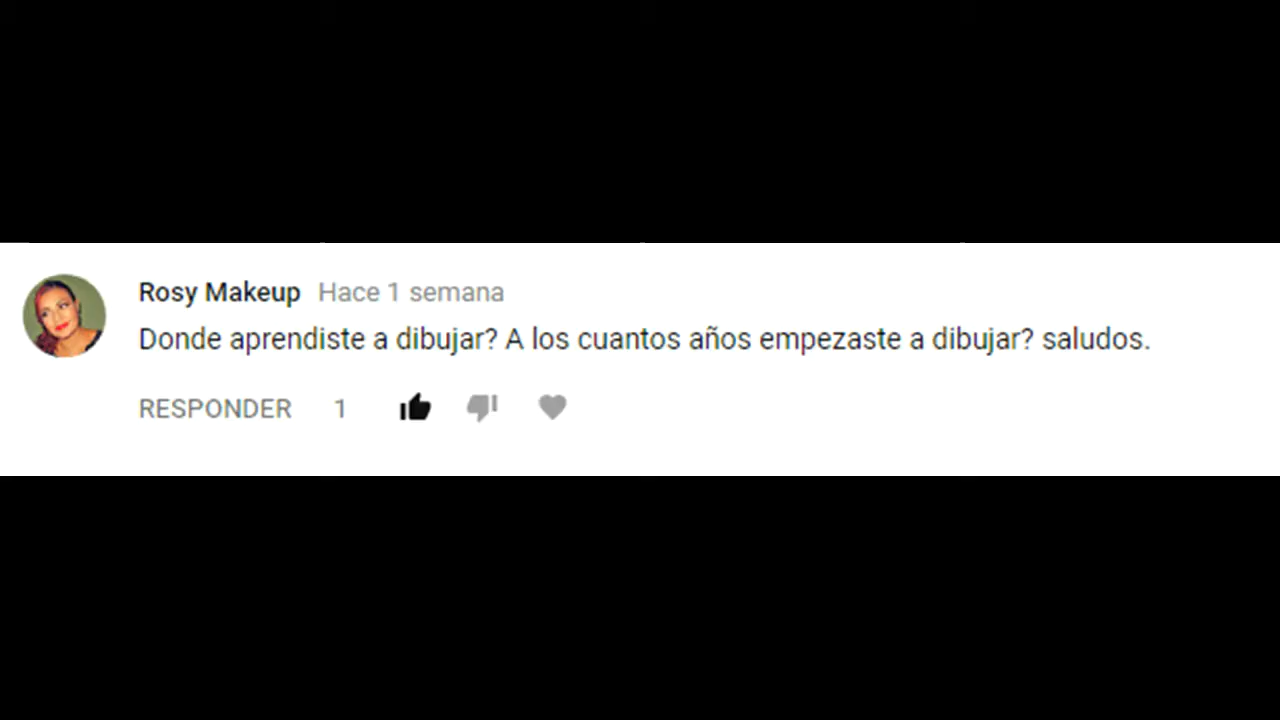 Rosy Makeup Hace 1 semana
Donde aprendiste a dibujar? A los cuantos años empezaste a dibujar? saludos.
RESPONDER 1